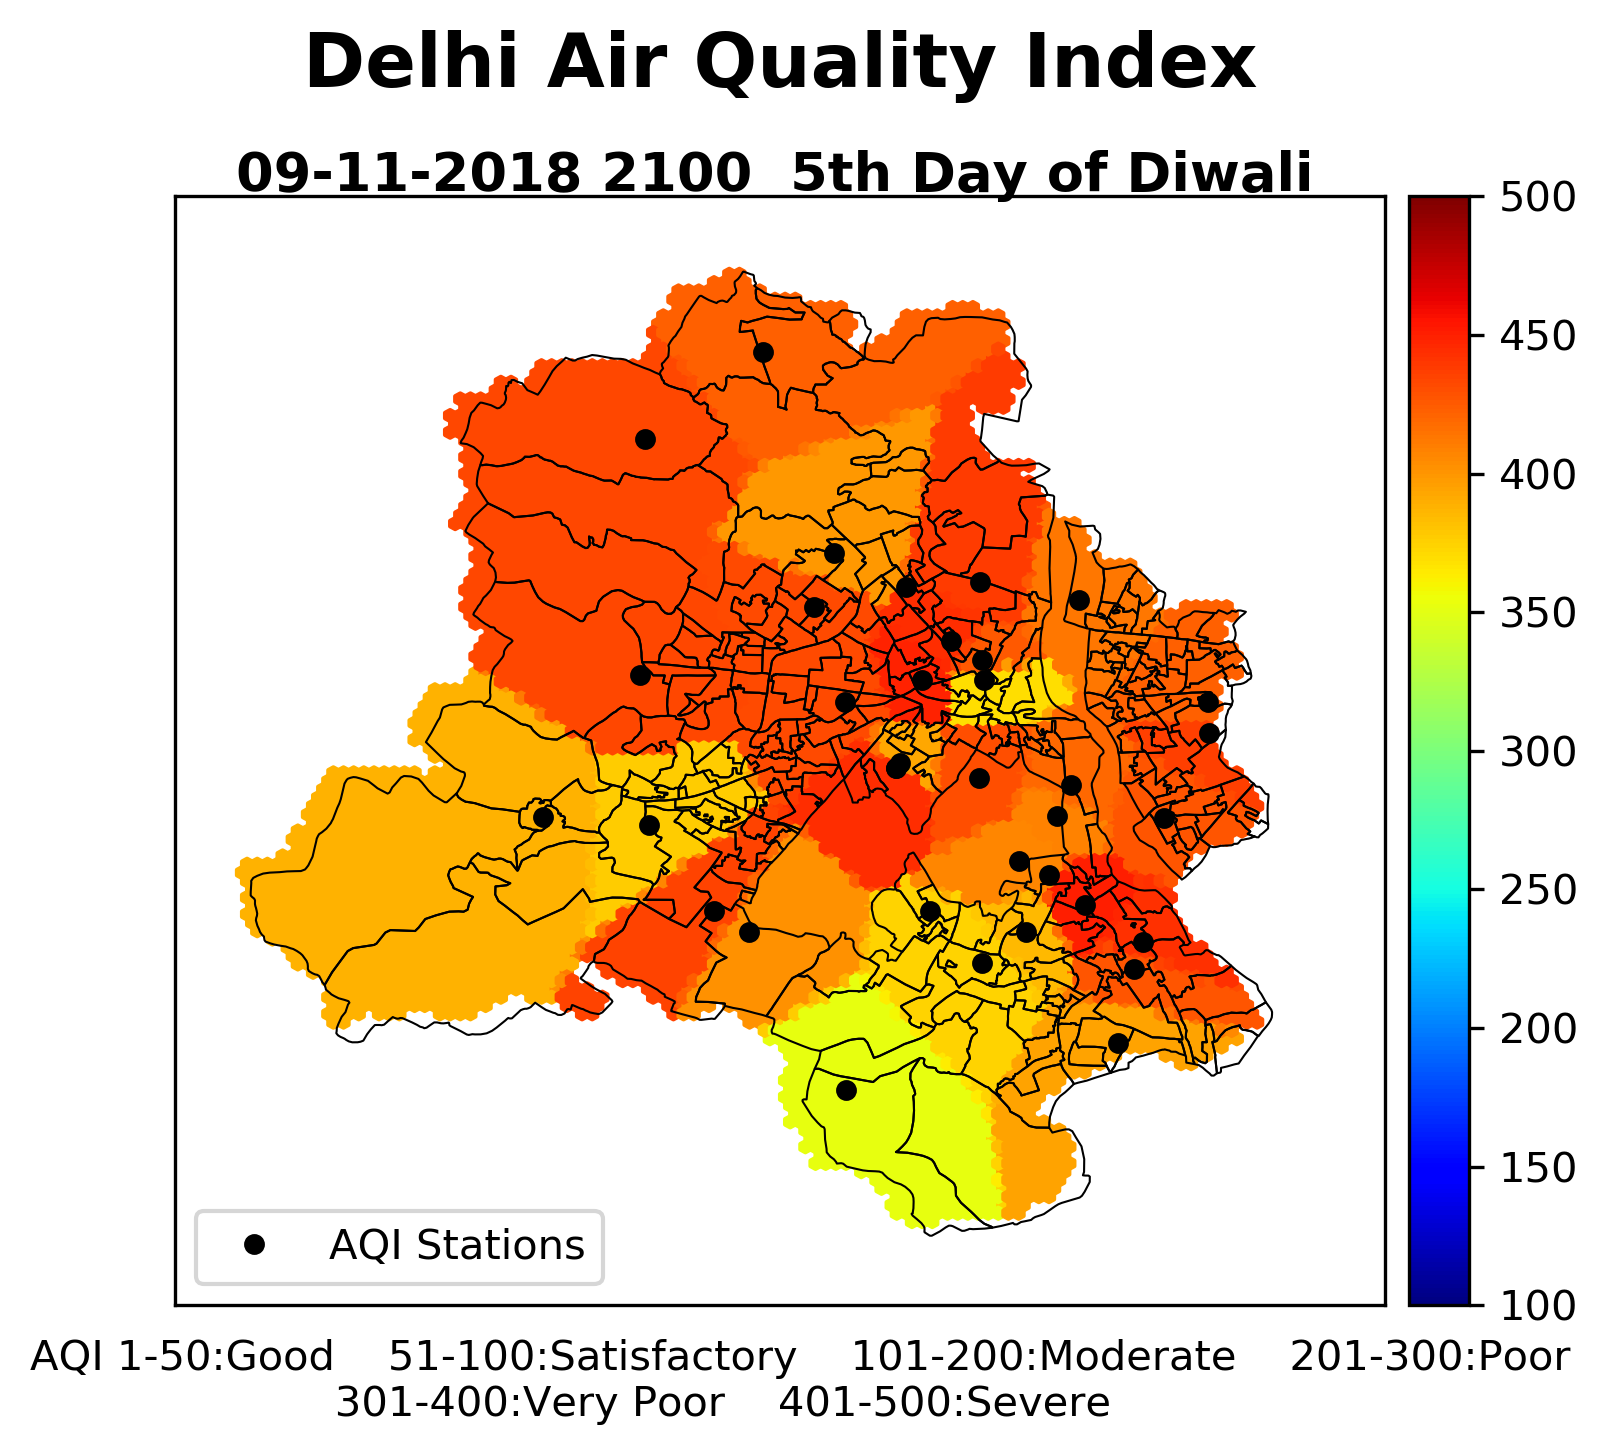 Delhi Air Quality Index
09-11-2018 2100  5th Day of Diwali
500
450
400
350
300
250
200
150
100
AQI Stations
AQI 1-50:Good    51-100:Satisfactory    101-200:Moderate    201-300:Poor
301-400:Very Poor    401-500:Severe